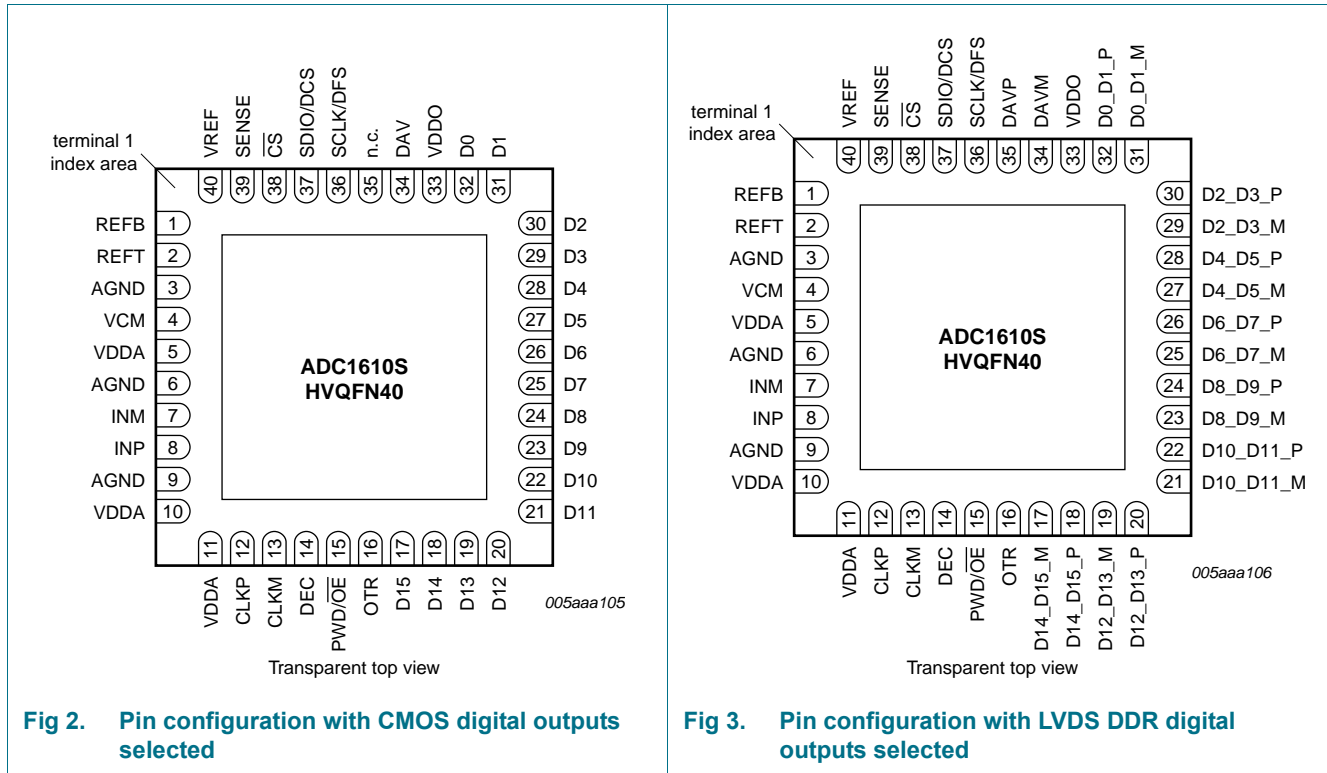 VREF
SENSE
CS
SDIO/DCS
SCLK/DFS
n.c.
DAV
VDDO
D0
D1
terminal 1
index area
40
39
38
37
36
35
34
33
32
31
REFB 1
REFT 2
AGND 3
VCM 4
VDDA 5
AGND 6
INM 7
INP 8
AGND 9
VDDA 10
ADC1610S
HVQFN40
30 D2
29 D3
28 D4
27 D5
26 D6
25 D7
24 D8
23 D9
22 D10
21 D11
11
12
13
14
15
16
17
18
19
20
VDDA
CLKP
CLKM
DEC
PWD/OE
OTR
D15
D14
D13
D12
005aaa105
Transparent top view
Fig 2. Pin configuration with CMOS digital outputs
selected
VREF
SENSE
CS
SDIO/DCS
SCLK/DFS
DAVP
DAVM
VDDO
D0_D1_P
D0_D1_M
terminal 1
index area
40
39
38
37
36
35
34
33
32
31
REFB 1
REFT 2
AGND 3
VCM 4
VDDA 5
AGND 6
INM 7
INP 8
AGND 9
VDDA 10
ADC1610S
HVQFN40
30 D2_D3_P
29 D2_D3_M
28 D4_D5_P
27 D4_D5_M
26 D6_D7_P
25 D6_D7_M
24 D8_D9_P
23 D8_D9_M
22 D10_D11_P
21 D10_D11_M
11
12
13
14
15
16
17
18
19
20
VDDA
CLKP
CLKM
DEC
PWD/OE
OTR
D14_D15_M
D14_D15_P
D12_D13_M
D12_D13_P
005aaa106
Transparent top view
Fig 3. Pin configuration with LVDS DDR digital
outputs selected